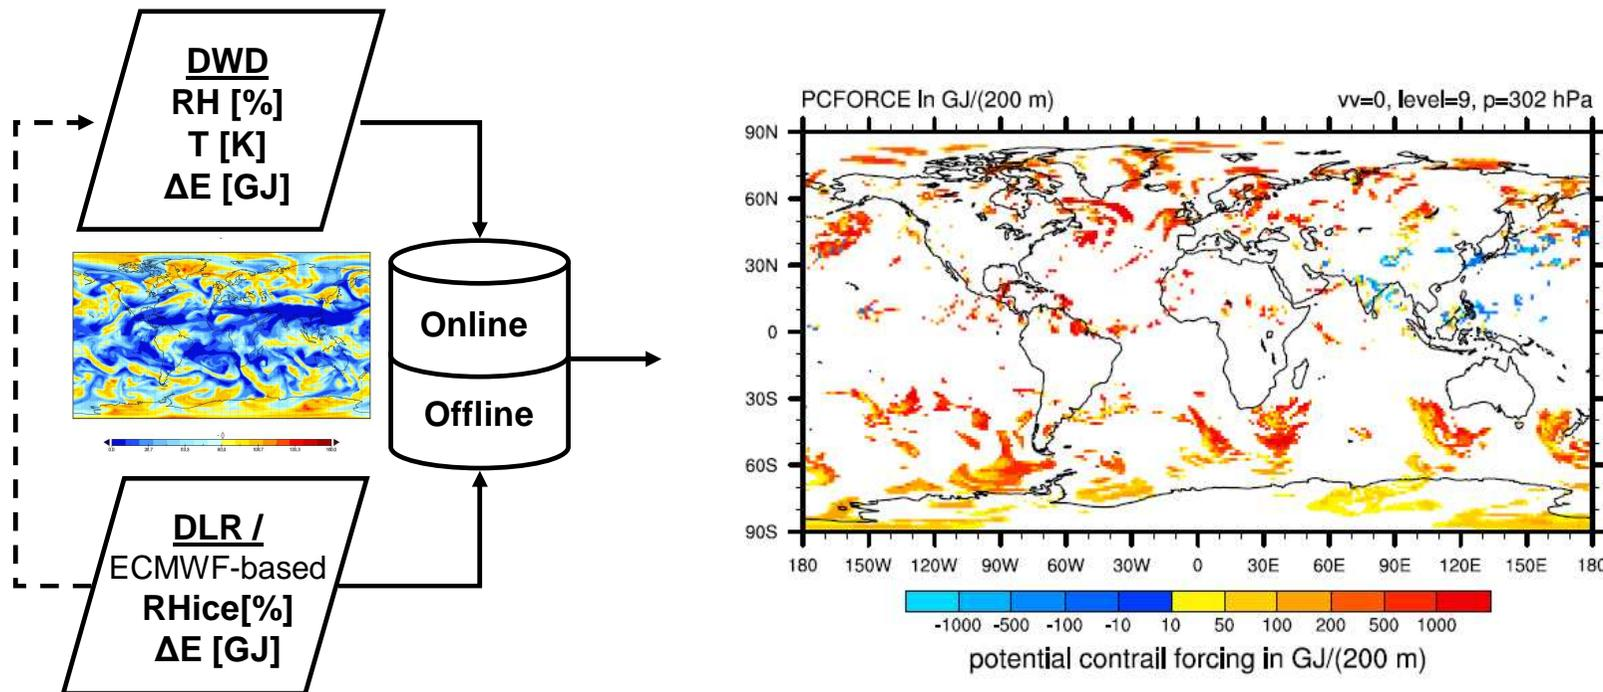 DWD
RH [%]
T [K]
ΔE [GJ]
Online
Offline
DLR /
ECMWF-based
RHice[%]
ΔE [GJ]
PCFORCE In GJ/(200 m)
vv=0, level=9, p=302 hPa
90N
60N
30N
0
30S
60S
90S
180 150W 120W 90W 60W 30W 0 30E 60E 90E 120E 150E 180
-1000 -500 -100 -10 10 50 100 200 500 1000
potential contrail forcing in GJ/(200 m)